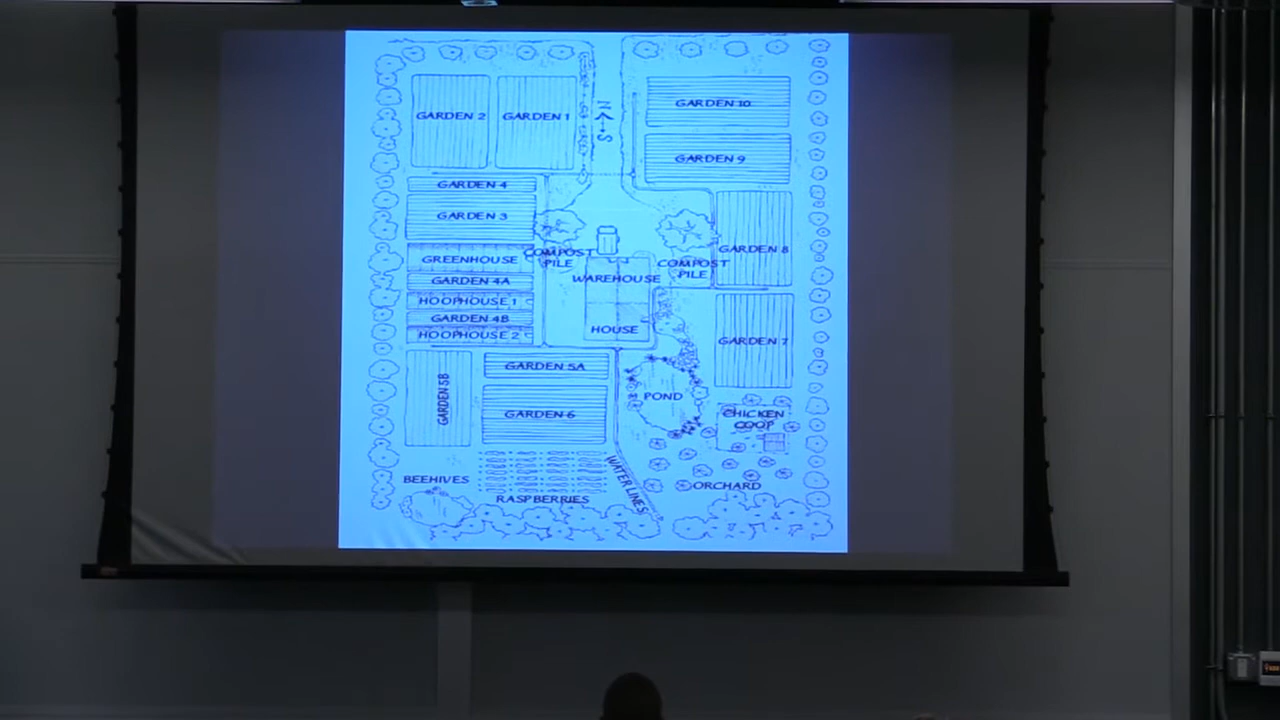 GARDEN 2
GARDEN 1
N
S
GARDEN 10
GARDEN 9
GARDEN 4
GARDEN 3
GARDEN 8
GREENHOUSE
COMPOST
PILE
COMPOST
PILE
WAREHOUSE
GARDEN 4A
HOOPHOUSE 1
GARDEN 4B
HOOPHOUSE 2
HOUSE
GARDEN 7
GARDEN 5B
GARDEN 5A
GARDEN 6
POND
CHICKEN
COOP
BEEHIVES
RASPBERRIES
WATER LINES
ORCHARD